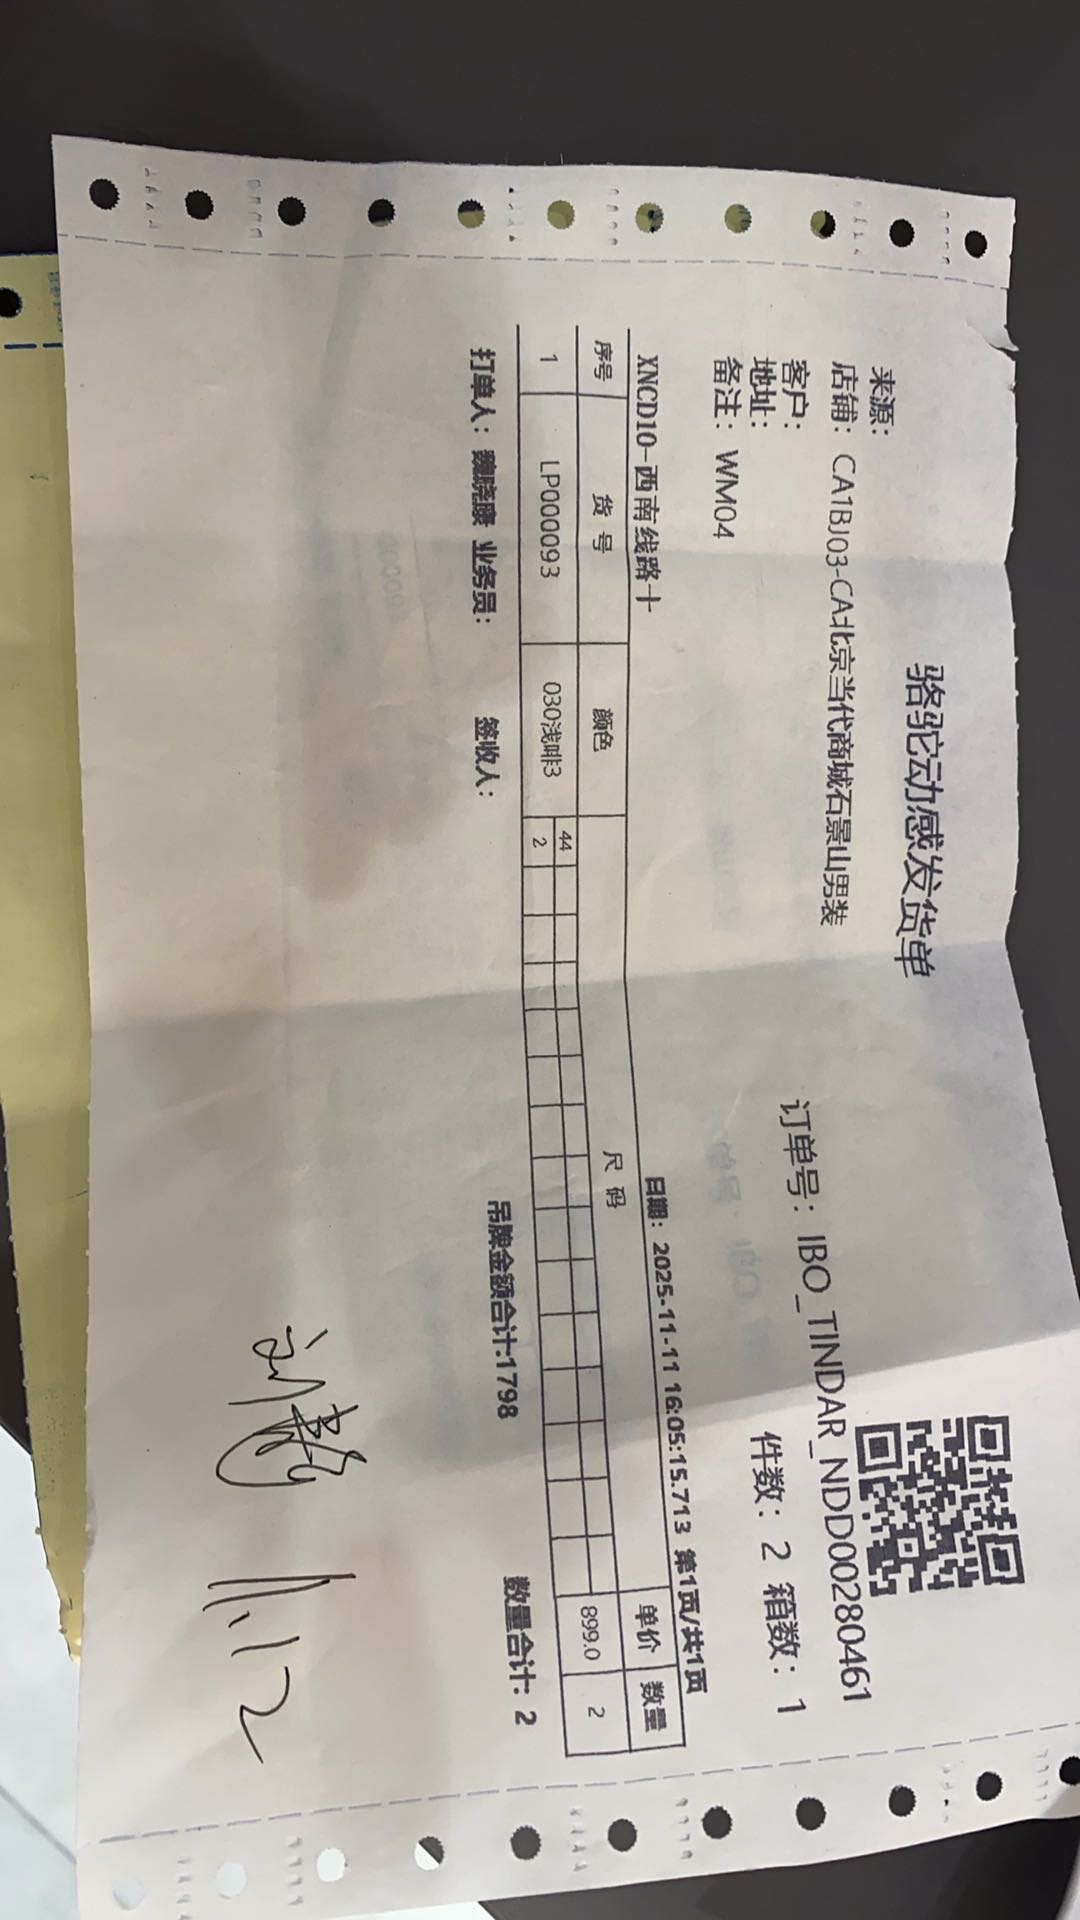 骆驼动感发货单
来源：
店铺：CA1BJ03-CA北京当代商城石景山男装
客户：
订单号：IBO_TINDAR_NDD00280461
地址：
件数：2 箱数：1
备注：WM04
XNCD10-西南线路十 日期：2025-11-11 16:05:15.713 第1页/共1页
序号 货号 颜色 尺码 单价 数量
44
1 LP000093 030浅啡3 2 899.0 2
打单人：魏晓康 业务员： 签收人： 吊牌金额合计:1798 数量合计：2
11.12